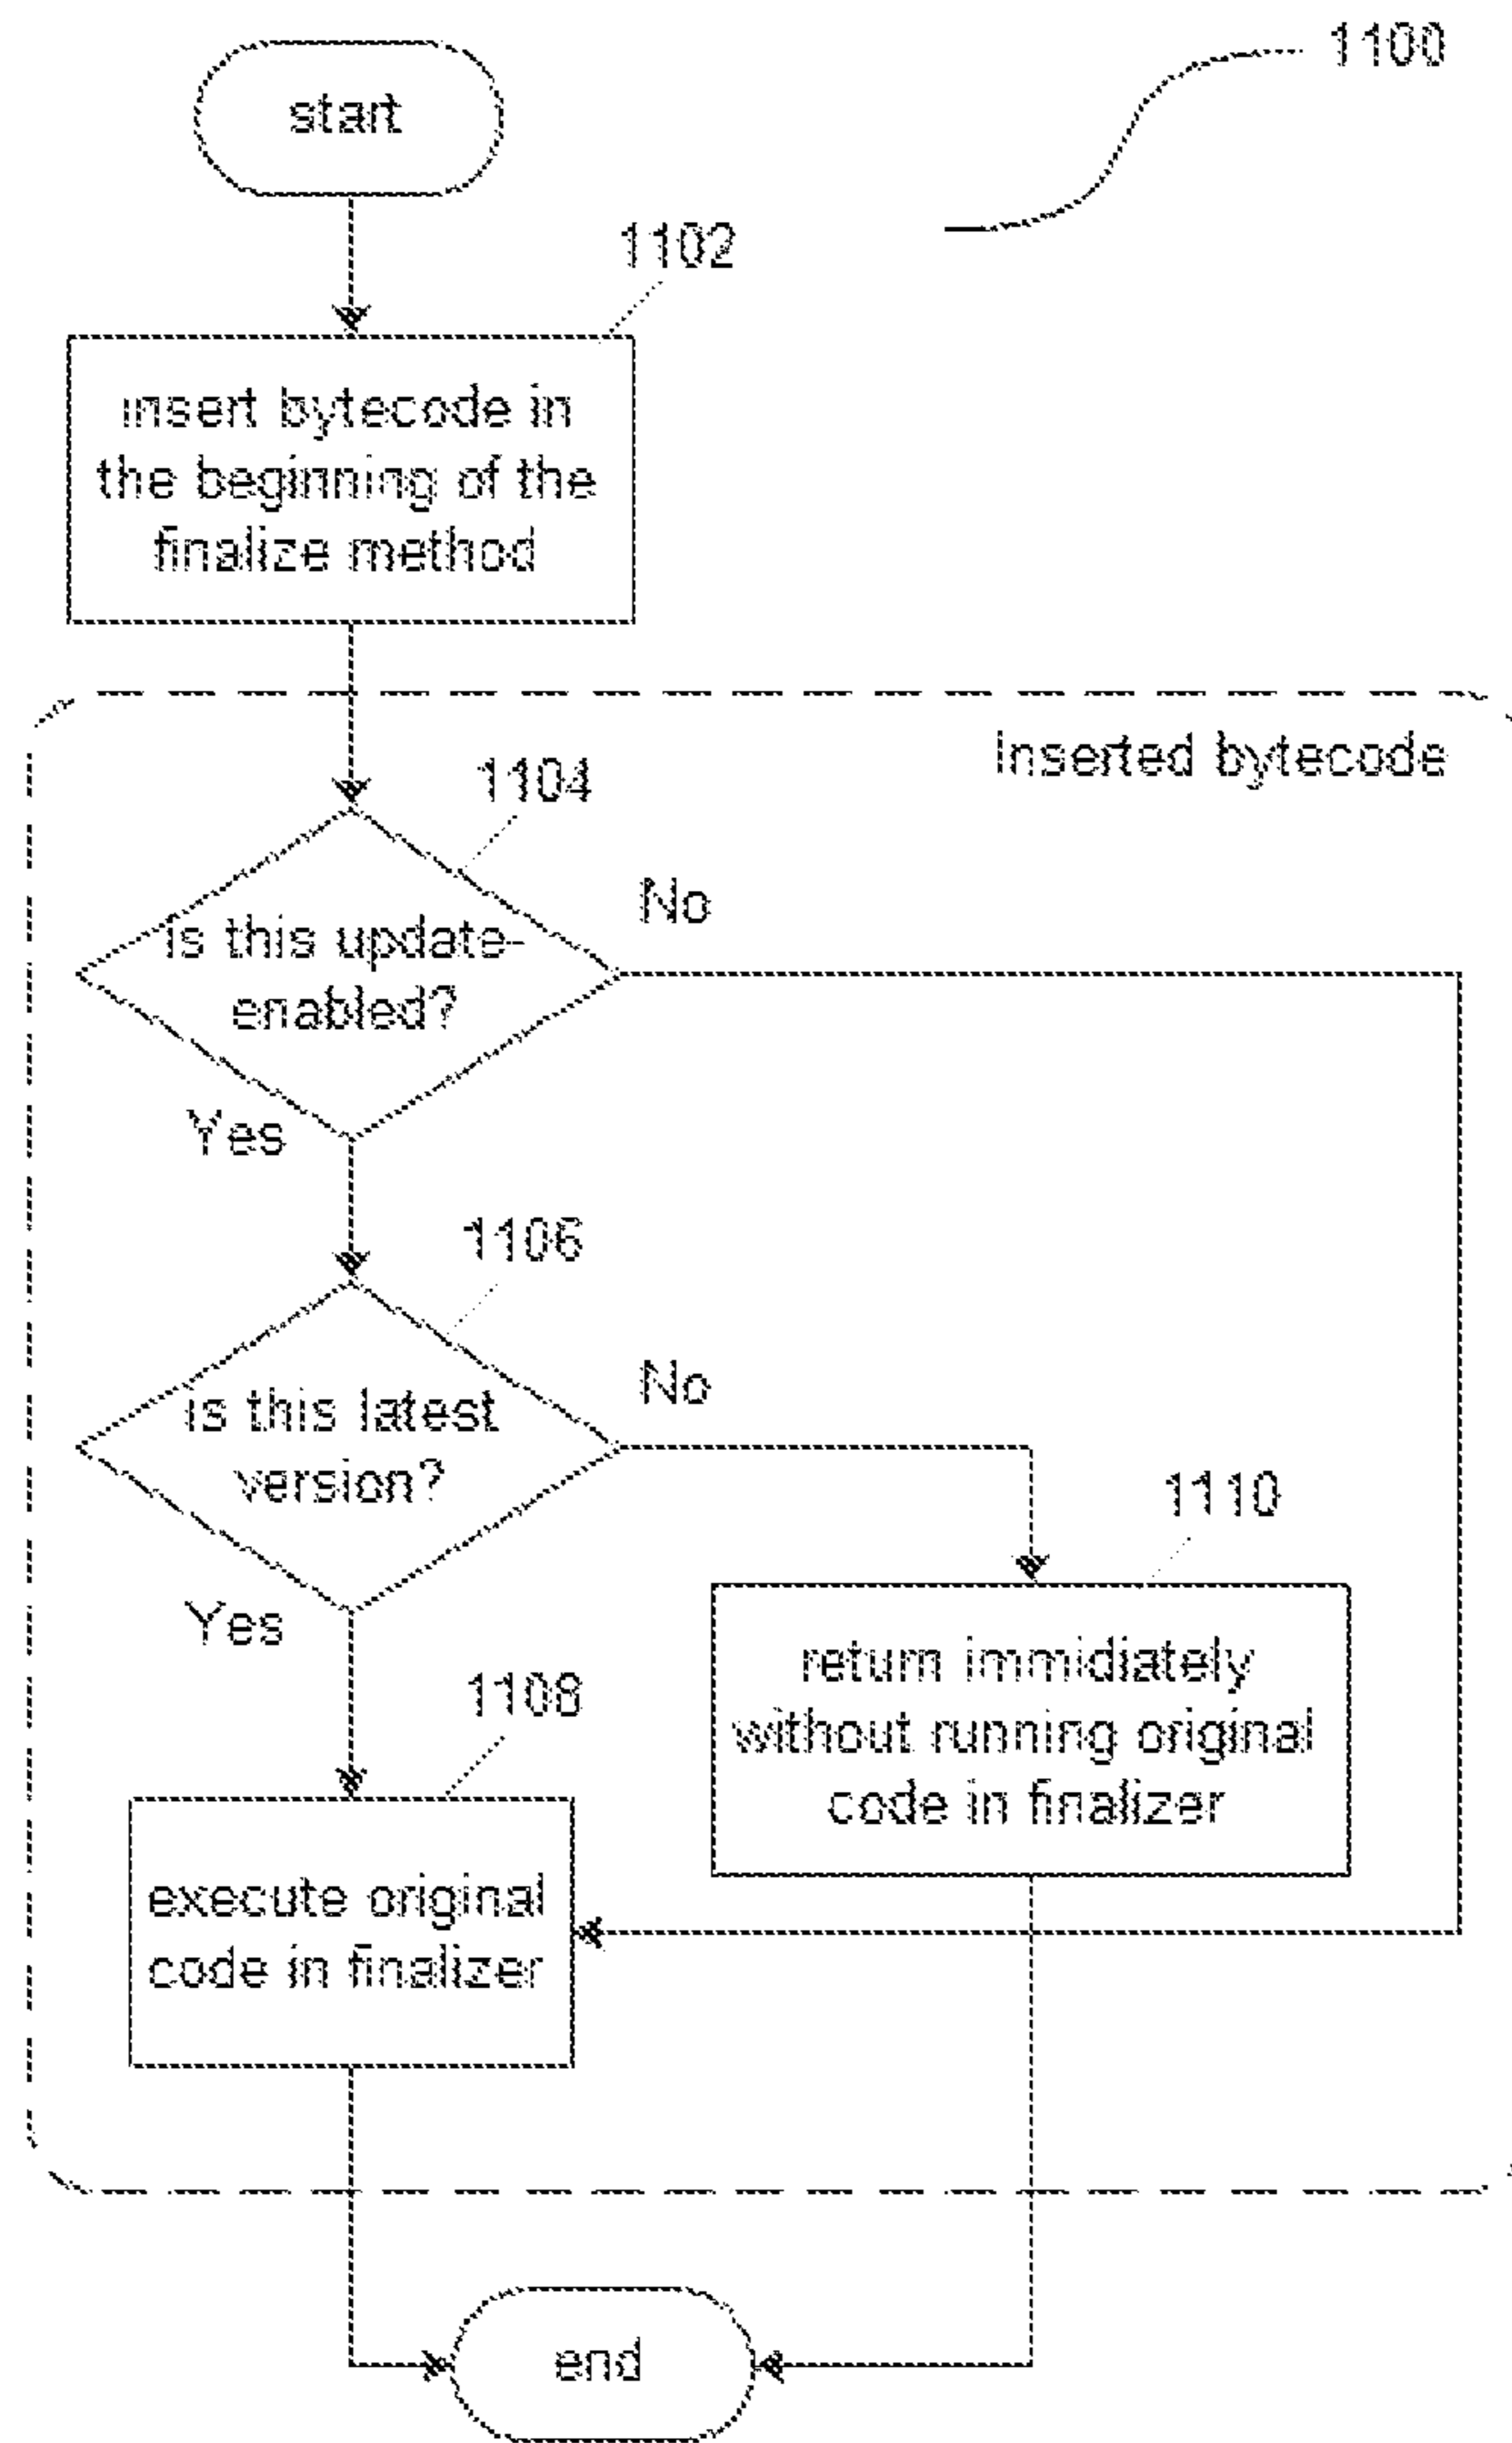 1100
start
1102
insert bytecode in
the beginning of the
finalize method
Inserted bytecode
1104
is this update-
enabled?
No
Yes
1106
is this latest
version?
No
Yes
1110
return immidiately
without running original
code in finalizer
1108
execute original
code in finalizer
end